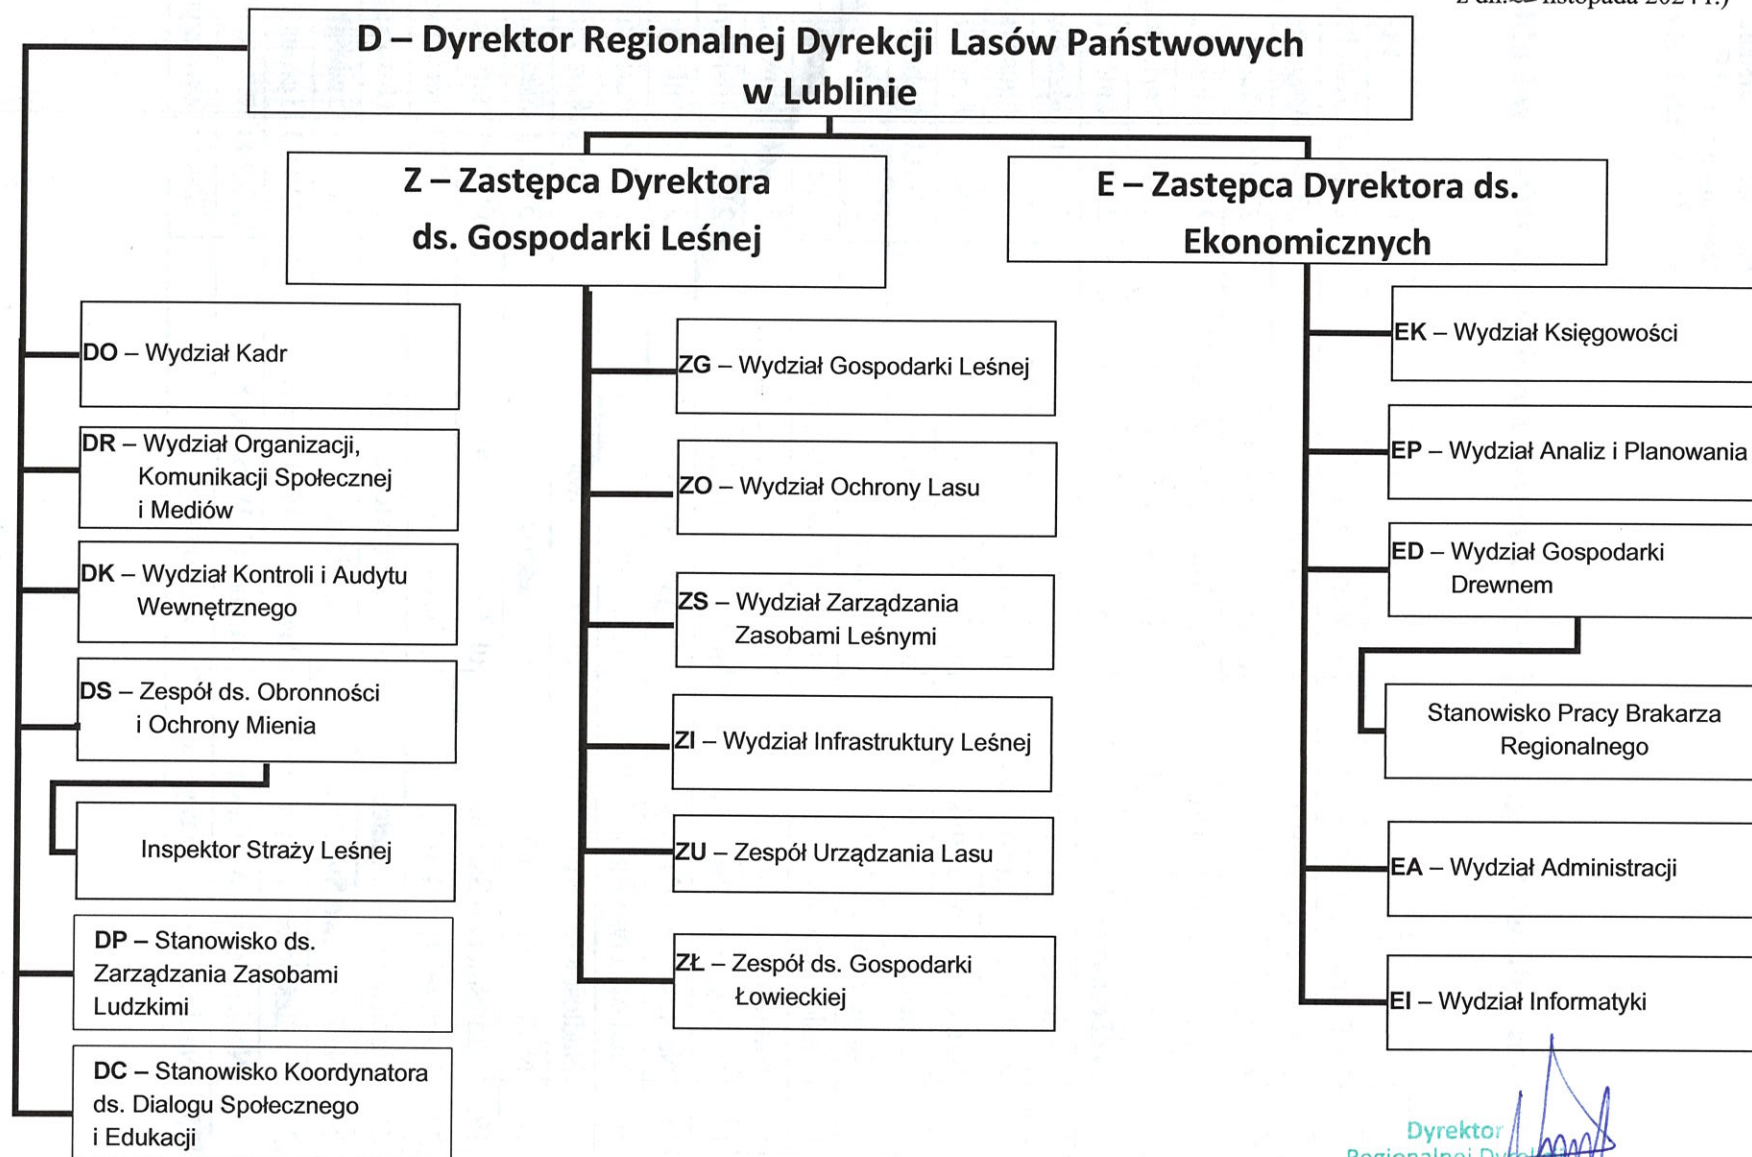 listopada 2024 r.)
D – Dyrektor Regionalnej Dyrekcji Lasów Państwowych
w Lublinie
Z – Zastępca Dyrektora
ds. Gospodarki Leśnej
E – Zastępca Dyrektora ds.
Ekonomicznych
DO – Wydział Kadr
DR – Wydział Organizacji,
Komunikacji Społecznej
i Mediów
DK – Wydział Kontroli i Audytu
Wewnętrznego
DS – Zespół ds. Obronności
i Ochrony Mienia
Inspektor Straży Leśnej
DP – Stanowisko ds.
Zarządzania Zasobami
Ludzkimi
DC – Stanowisko Koordynatora
ds. Dialogu Społecznego
i Edukacji
ZG – Wydział Gospodarki Leśnej
ZO – Wydział Ochrony Lasu
ZS – Wydział Zarządzania
Zasobami Leśnymi
ZI – Wydział Infrastruktury Leśnej
ZU – Zespół Urządzania Lasu
ZŁ – Zespół ds. Gospodarki
Łowieckiej
EK – Wydział Księgowości
EP – Wydział Analiz i Planowania
ED – Wydział Gospodarki
Drewnem
Stanowisko Pracy Brakarza
Regionalnego
EA – Wydział Administracji
EI – Wydział Informatyki
Dyrektor
Regionalnej Dyrekcji